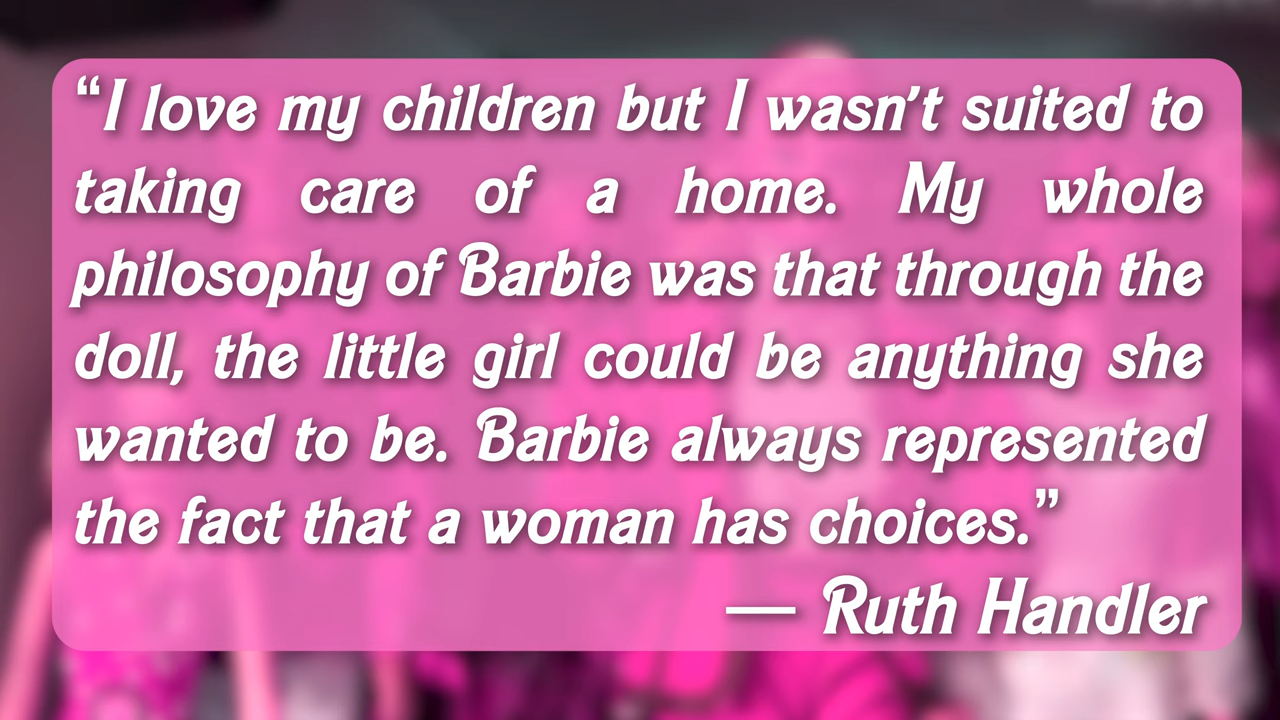 “I love my children but I wasn’t suited to
taking care of a home. My whole
philosophy of Barbie was that through the
doll, the little girl could be anything she
wanted to be. Barbie always represented
the fact that a woman has choices.”
— Ruth Handler